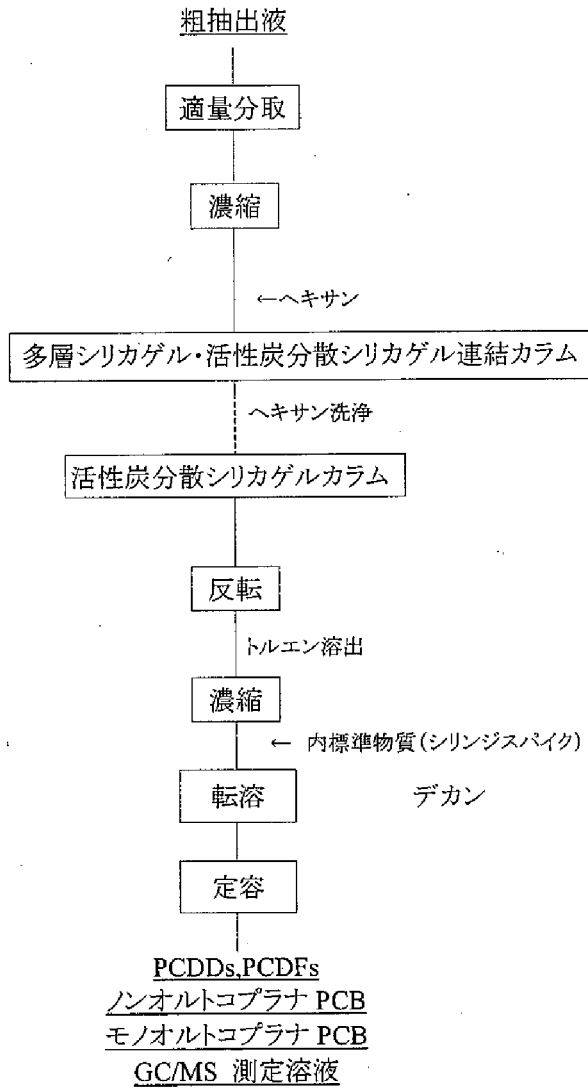 粗抽出液
適量分取
濃縮
←ヘキサン
多層シリカゲル・活性炭分散シリカゲル連結カラム
ヘキサン洗浄
活性炭分散シリカゲルカラム
反転
トルエン溶出
濃縮
← 内標準物質(シリンジスパイク)
転溶 デカン
定容
PCDDs,PCDFs
ノンオルトコプラナ PCB
モノオルトコプラナ PCB
GC/MS 測定溶液